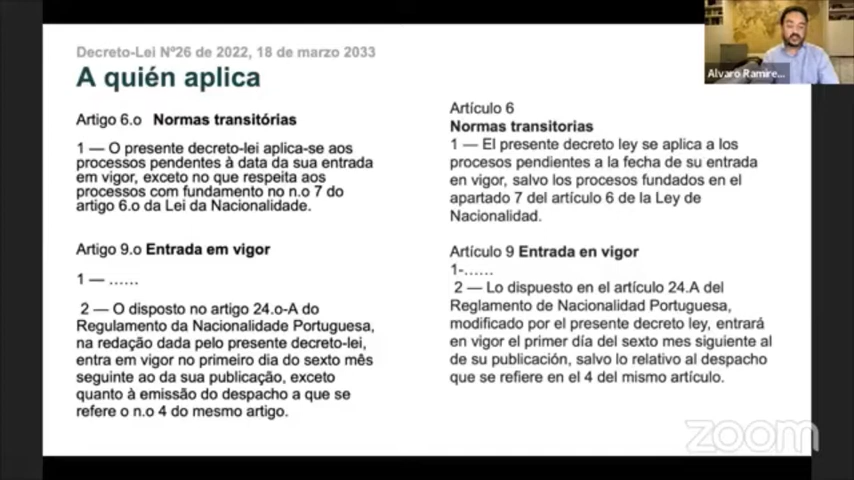 Decreto-Lei Nº26 de 2022, 18 de marzo 2033
A quién aplica
Artigo 6.o Normas transitórias
1 — O presente decreto-lei aplica-se aos
processos pendentes à data da sua entrada
em vigor, exceto no que respeita aos
processos com fundamento no n.o 7 do
artigo 6.o da Lei da Nacionalidade.
Artigo 9.o Entrada em vigor
1 — ......
2 — O disposto no artigo 24.o-A do
Regulamento da Nacionalidade Portuguesa,
na redação dada pelo presente decreto-lei,
entra em vigor no primeiro dia do sexto mês
seguinte ao da sua publicação, exceto
quanto à emissão do despacho a que se
refere o n.o 4 do mesmo artigo.
Artículo 6
Normas transitorias
1 — El presente decreto ley se aplica a los
procesos pendientes a la fecha de su entrada
en vigor, salvo los procesos fundados en el
apartado 7 del artículo 6 de la Ley de
Nacionalidad.
Artículo 9 Entrada en vigor
1-......
2 — Lo dispuesto en el artículo 24.A del
Reglamento de Nacionalidad Portuguesa,
modificado por el presente decreto ley, entrará
en vigor el primer día del sexto mes siguiente al
de su publicación, salvo lo relativo al despacho
que se refiere en el 4 del mismo artículo.
Alvaro Ramire...
zoom